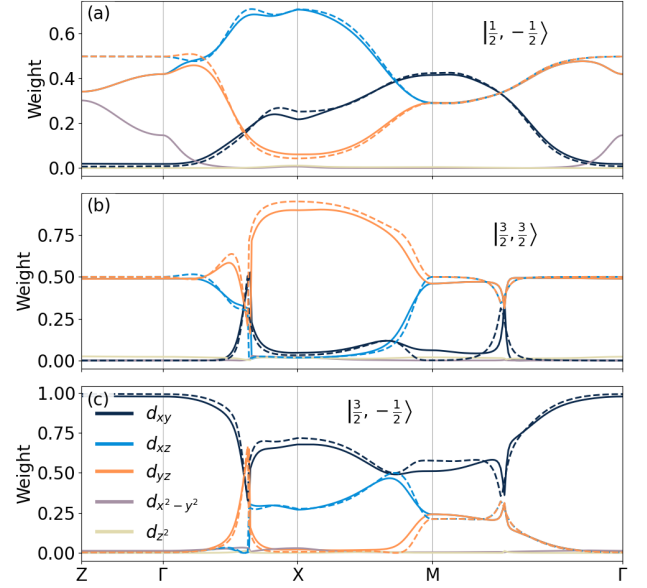 (a)
|1/2, −1/2⟩
Weight
0.6
0.4
0.2
0.0
(b)
|3/2, 3/2⟩
Weight
0.75
0.50
0.25
0.00
(c)
|3/2, −1/2⟩
Weight
1.00
0.75
0.50
0.25
0.00
d_xy
d_xz
d_yz
d_x²−y²
d_z²
Z Γ X M Γ